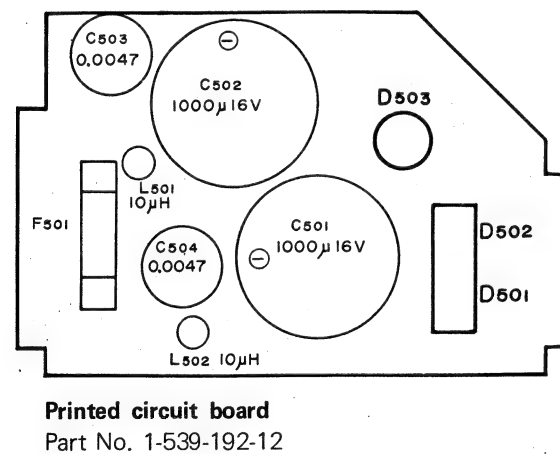 C503
0.0047
C502
1000µ16V
⊖
D503
L501
10µH
F501
C501
1000µ16V
⊖
C504
0.0047
D502
D501
L502 10µH
Printed circuit board
Part No. 1-539-192-12